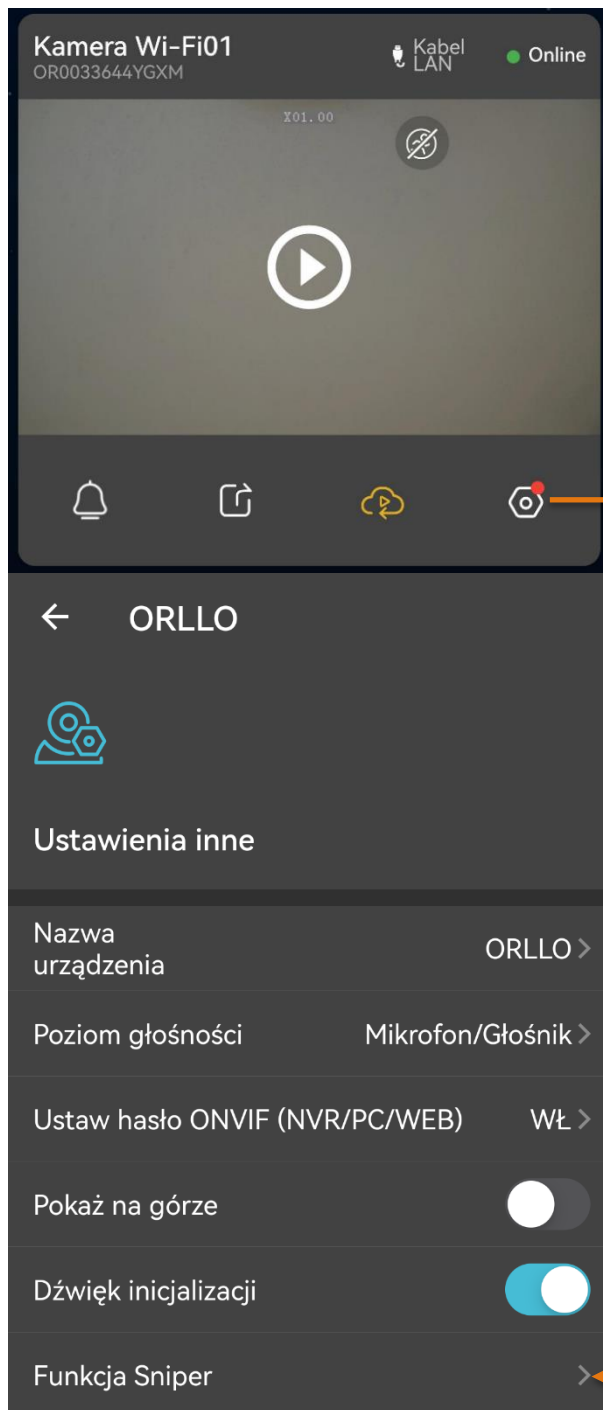 Kamera Wi-Fi01
OR0033644YGXM
Kabel
LAN
Online
X01.00
ORLLO
Ustawienia inne
Nazwa
urządzenia
ORLLO
Poziom głośności
Mikrofon/Głośnik
Ustaw hasło ONVIF (NVR/PC/WEB)
WŁ
Pokaż na górze
Dźwięk inicjalizacji
Funkcja Sniper